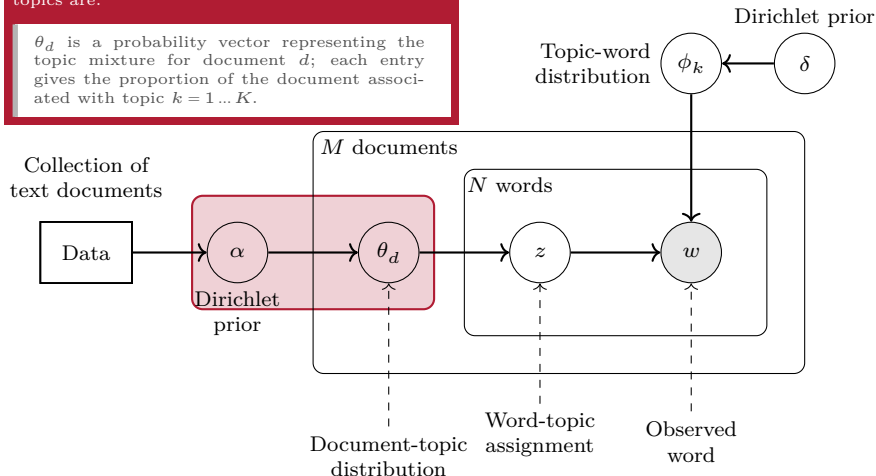 topics are:
θ_d is a probability vector representing the
topic mixture for document d; each entry
gives the proportion of the document associ-
ated with topic k = 1 ... K.
Dirichlet prior
Topic-word
distribution
ϕ_k
δ
M documents
Collection of
text documents
N words
Data
α
θ_d
z
w
Dirichlet
prior
Document-topic
distribution
Word-topic
assignment
Observed
word